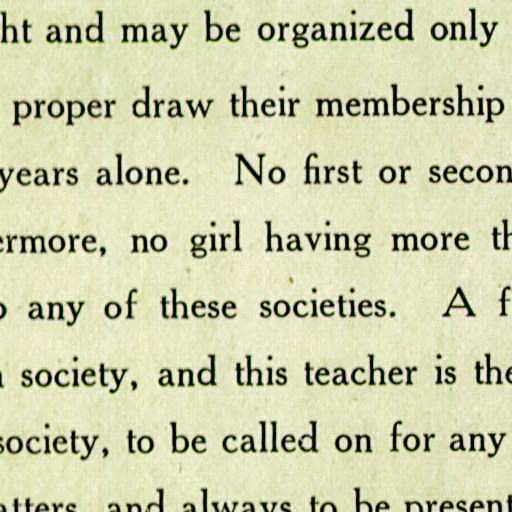 ht and may be organized only
proper draw their membership
years alone. No first or secon
ermore, no girl having more th
o any of these societies. A f
n society, and this teacher is the
society, to be called on for any
atters, and always to be present